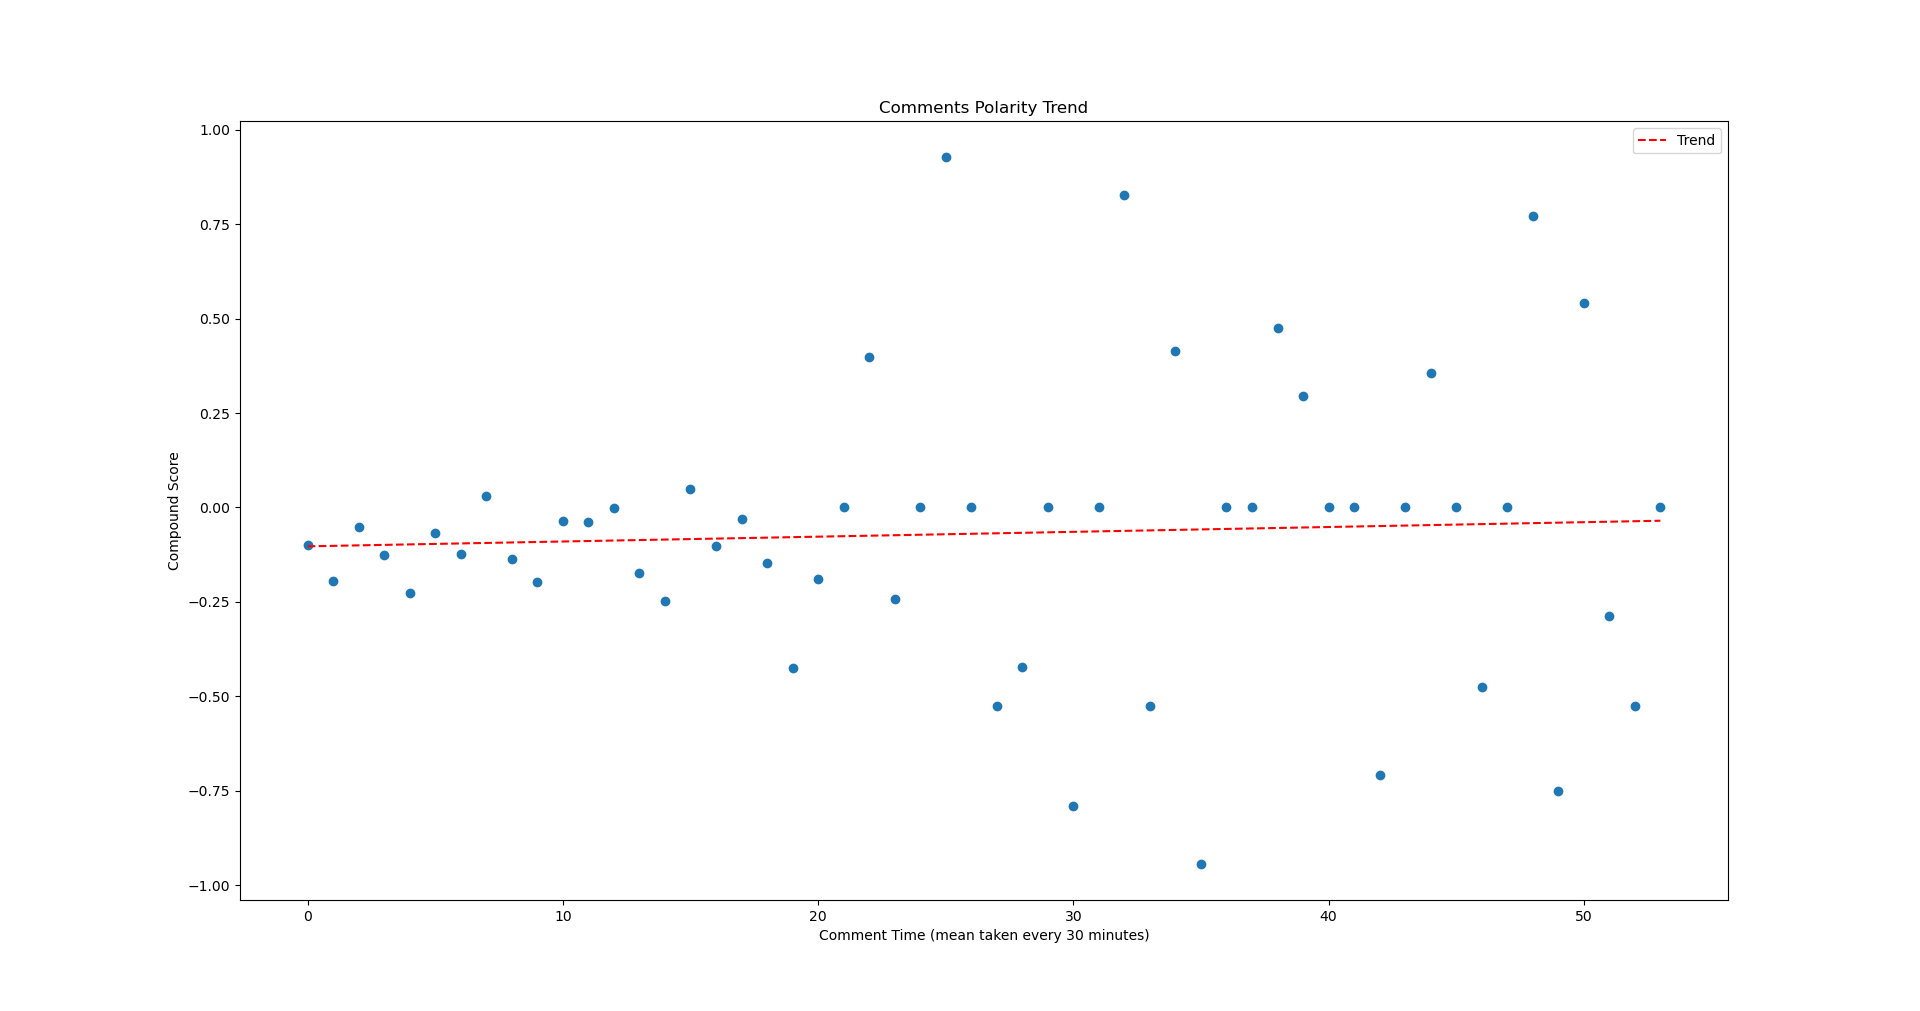 Comments Polarity Trend
Trend
1.00
0.75
0.50
0.25
0.00
−0.25
−0.50
−0.75
−1.00
Compound Score
0 10 20 30 40 50
Comment Time (mean taken every 30 minutes)